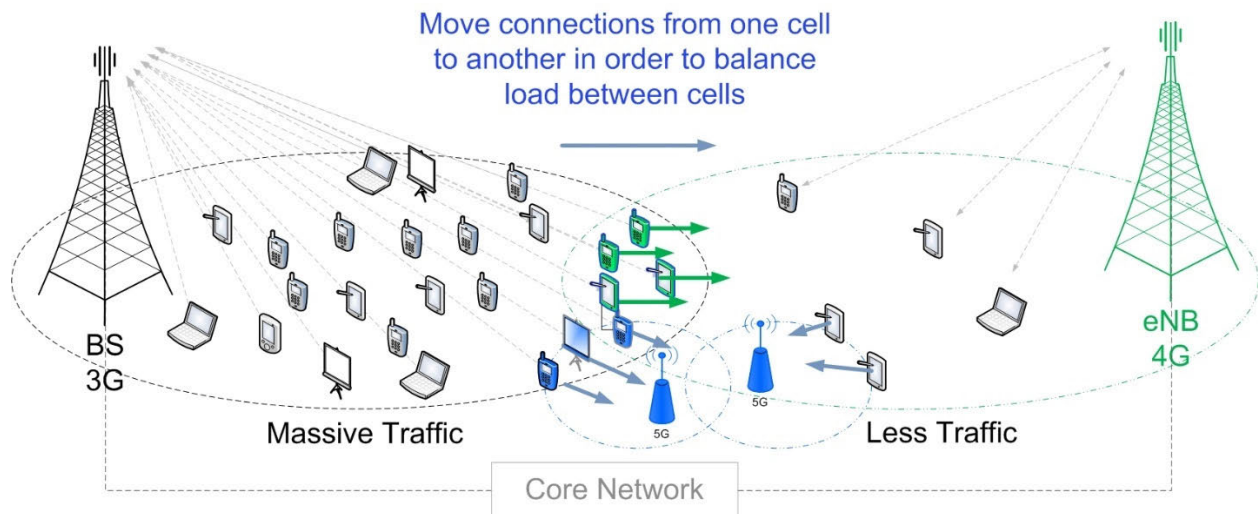 Move connections from one cell
to another in order to balance
load between cells
BS
3G
eNB
4G
5G
5G
Massive Traffic
Less Traffic
Core Network